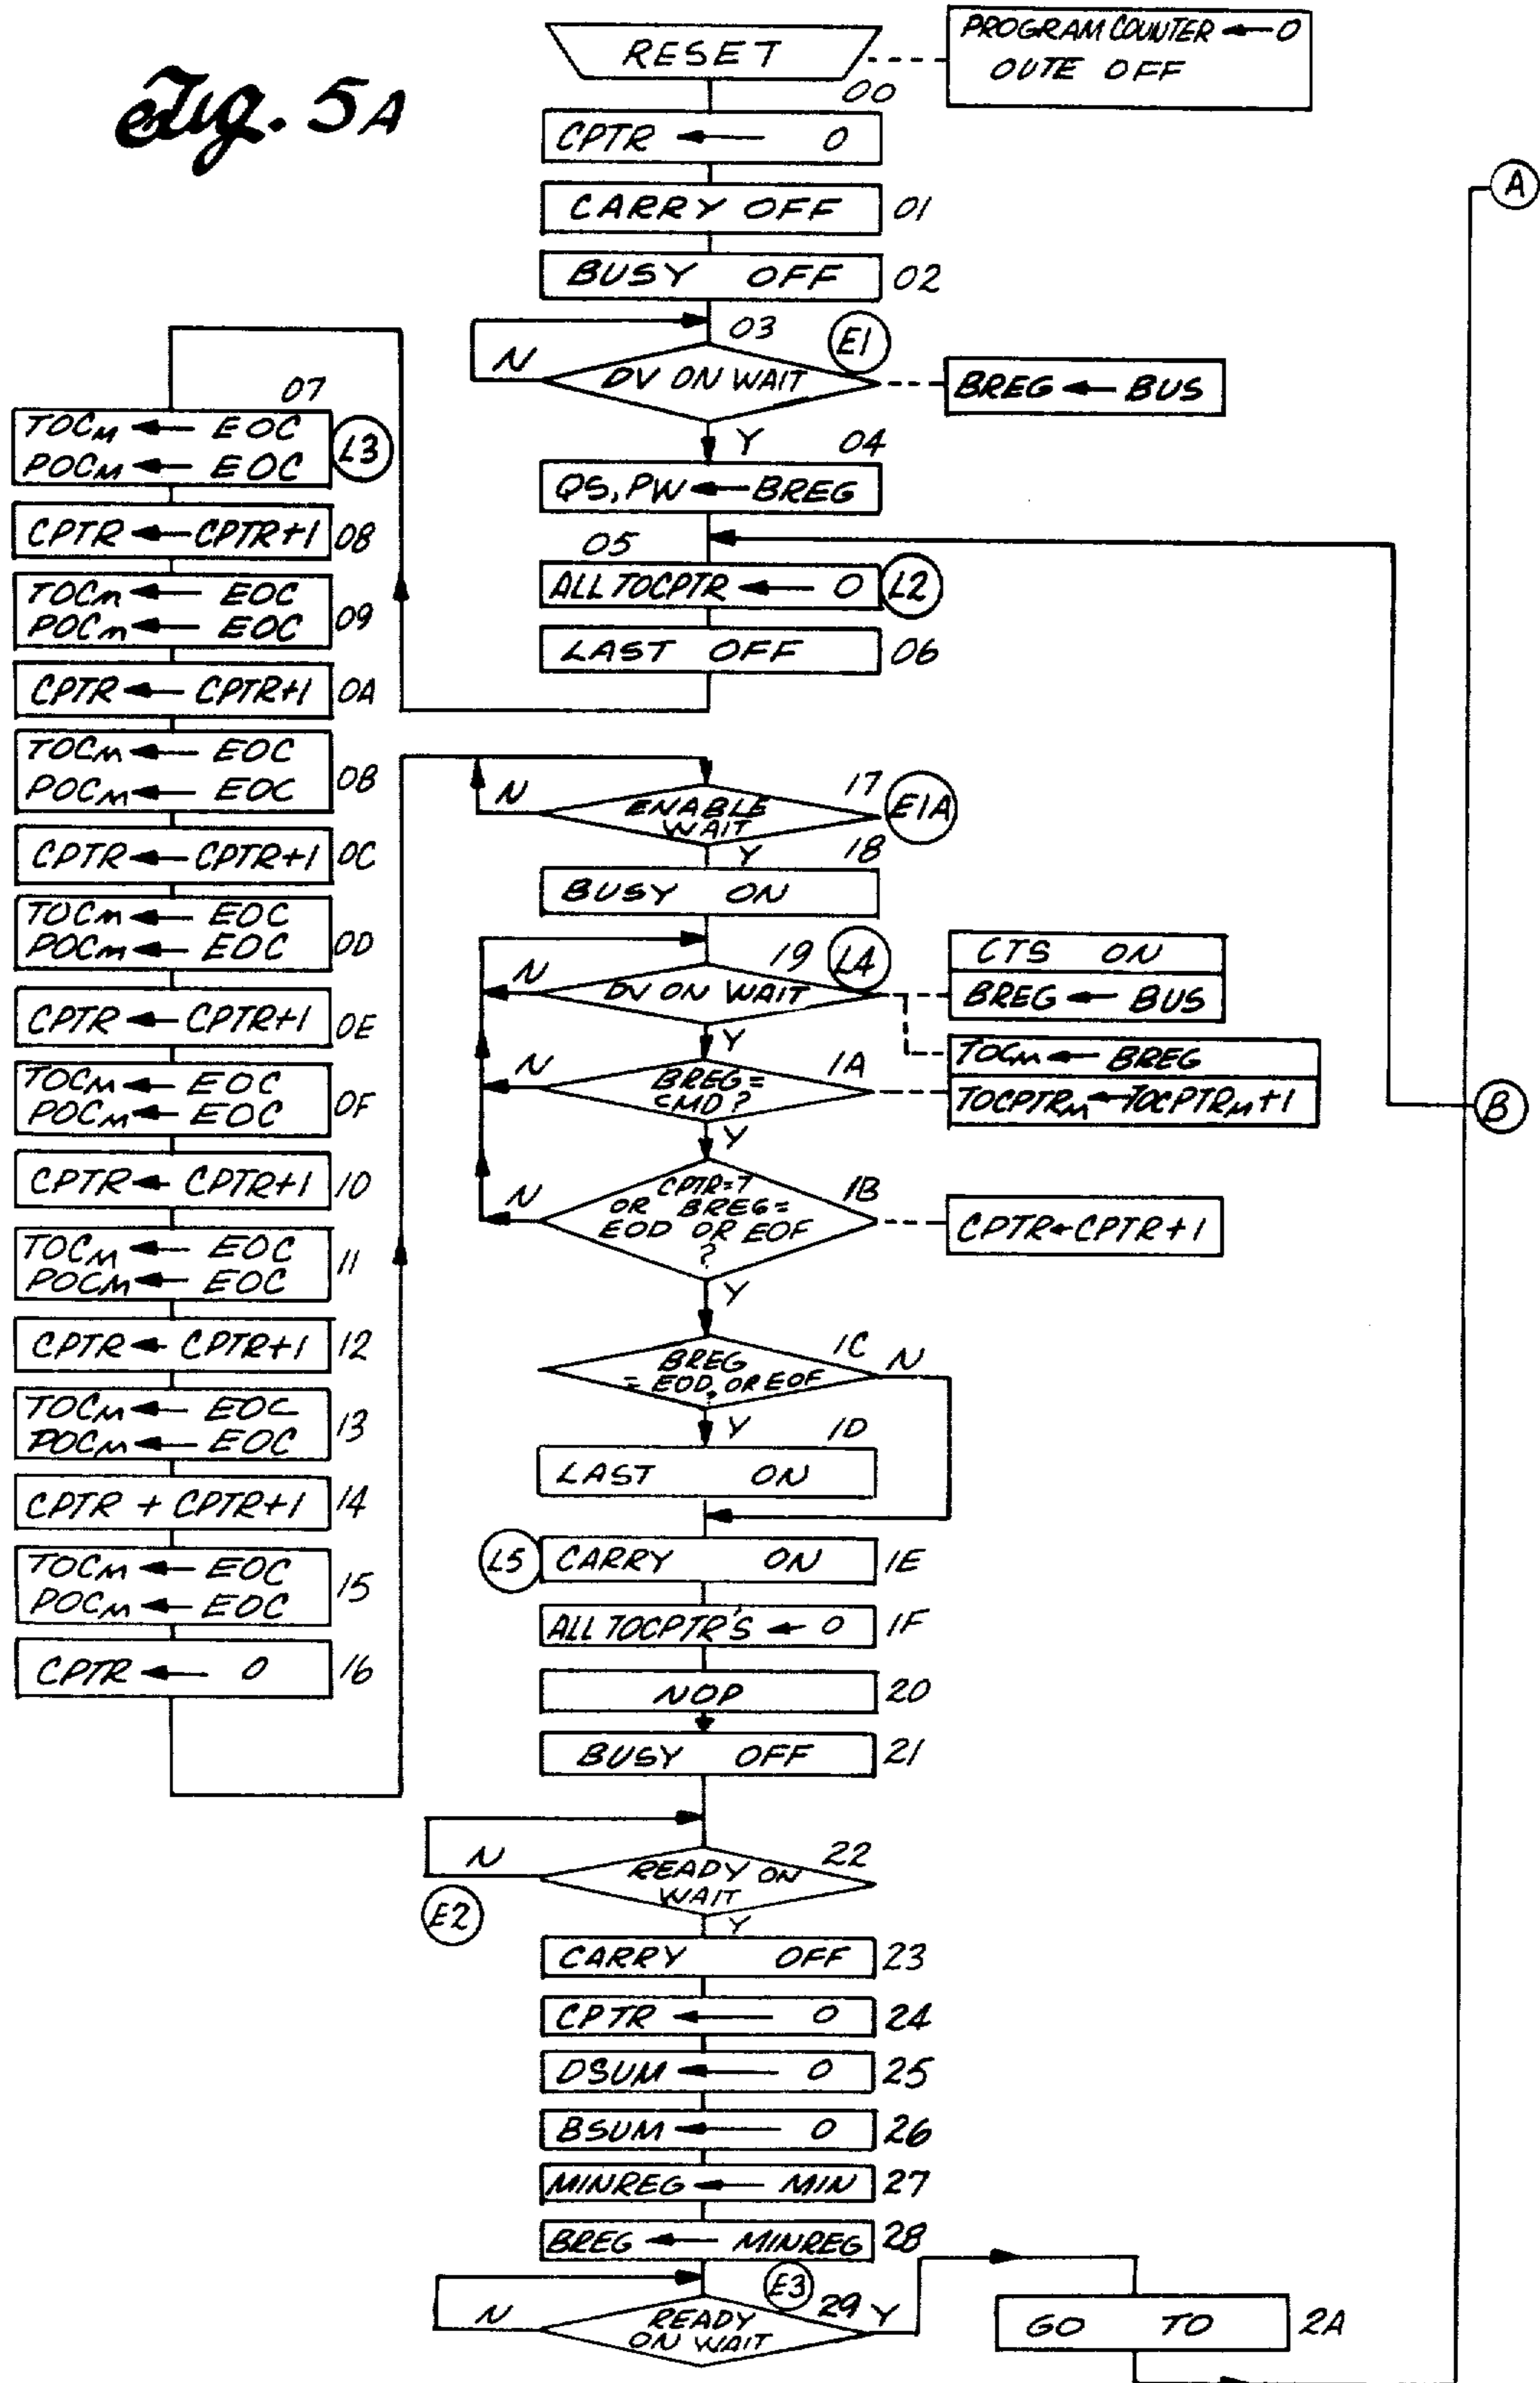 Fig. 5A
RESET
PROGRAM COUNTER ← 0
OUTE OFF
00
CPTR ← 0
CARRY OFF 01
BUSY OFF 02
03 E1
N
DV ON WAIT
BREG ← BUS
Y 04
QS, PW ← BREG
05
ALL TOCPTR ← 0 L2
LAST OFF 06
07
TOCM ← EOC
POCM ← EOC
L3
CPTR ← CPTR+1 08
TOCM ← EOC
POCM ← EOC
09
CPTR ← CPTR+1 0A
TOCM ← EOC
POCM ← EOC
0B
CPTR ← CPTR+1 0C
TOCM ← EOC
POCM ← EOC
0D
CPTR ← CPTR+1 0E
TOCM ← EOC
POCM ← EOC
0F
CPTR ← CPTR+1 10
TOCM ← EOC
POCM ← EOC
11
CPTR ← CPTR+1 12
TOCM ← EOC
POCM ← EOC
13
CPTR + CPTR+1 14
TOCM ← EOC
POCM ← EOC
15
CPTR ← 0 16
17 E1A
N
ENABLE
WAIT
Y 18
BUSY ON
19 L4
N
DV ON WAIT
CTS ON
BREG ← BUS
Y
TOCM ← BREG
TOCPTRM ← TOCPTRM+1
1A
N
BREG =
CMD ?
Y
1B
N
CPTR=7
OR BREG=
EOD OR EOF
?
CPTR←CPTR+1
Y
1C N
BREG
= EOD, OR EOF
Y 1D
LAST ON
L5 CARRY ON 1E
ALL TOCPTR'S ← 0 1F
NOP 20
BUSY OFF 21
22
N
READY ON
WAIT
E2
Y
CARRY OFF 23
CPTR ← 0 24
DSUM ← 0 25
BSUM ← 0 26
MINREG ← MIN 27
BREG ← MINREG 28
E3
N
29 Y
READY
ON WAIT
GO TO 2A
A
B